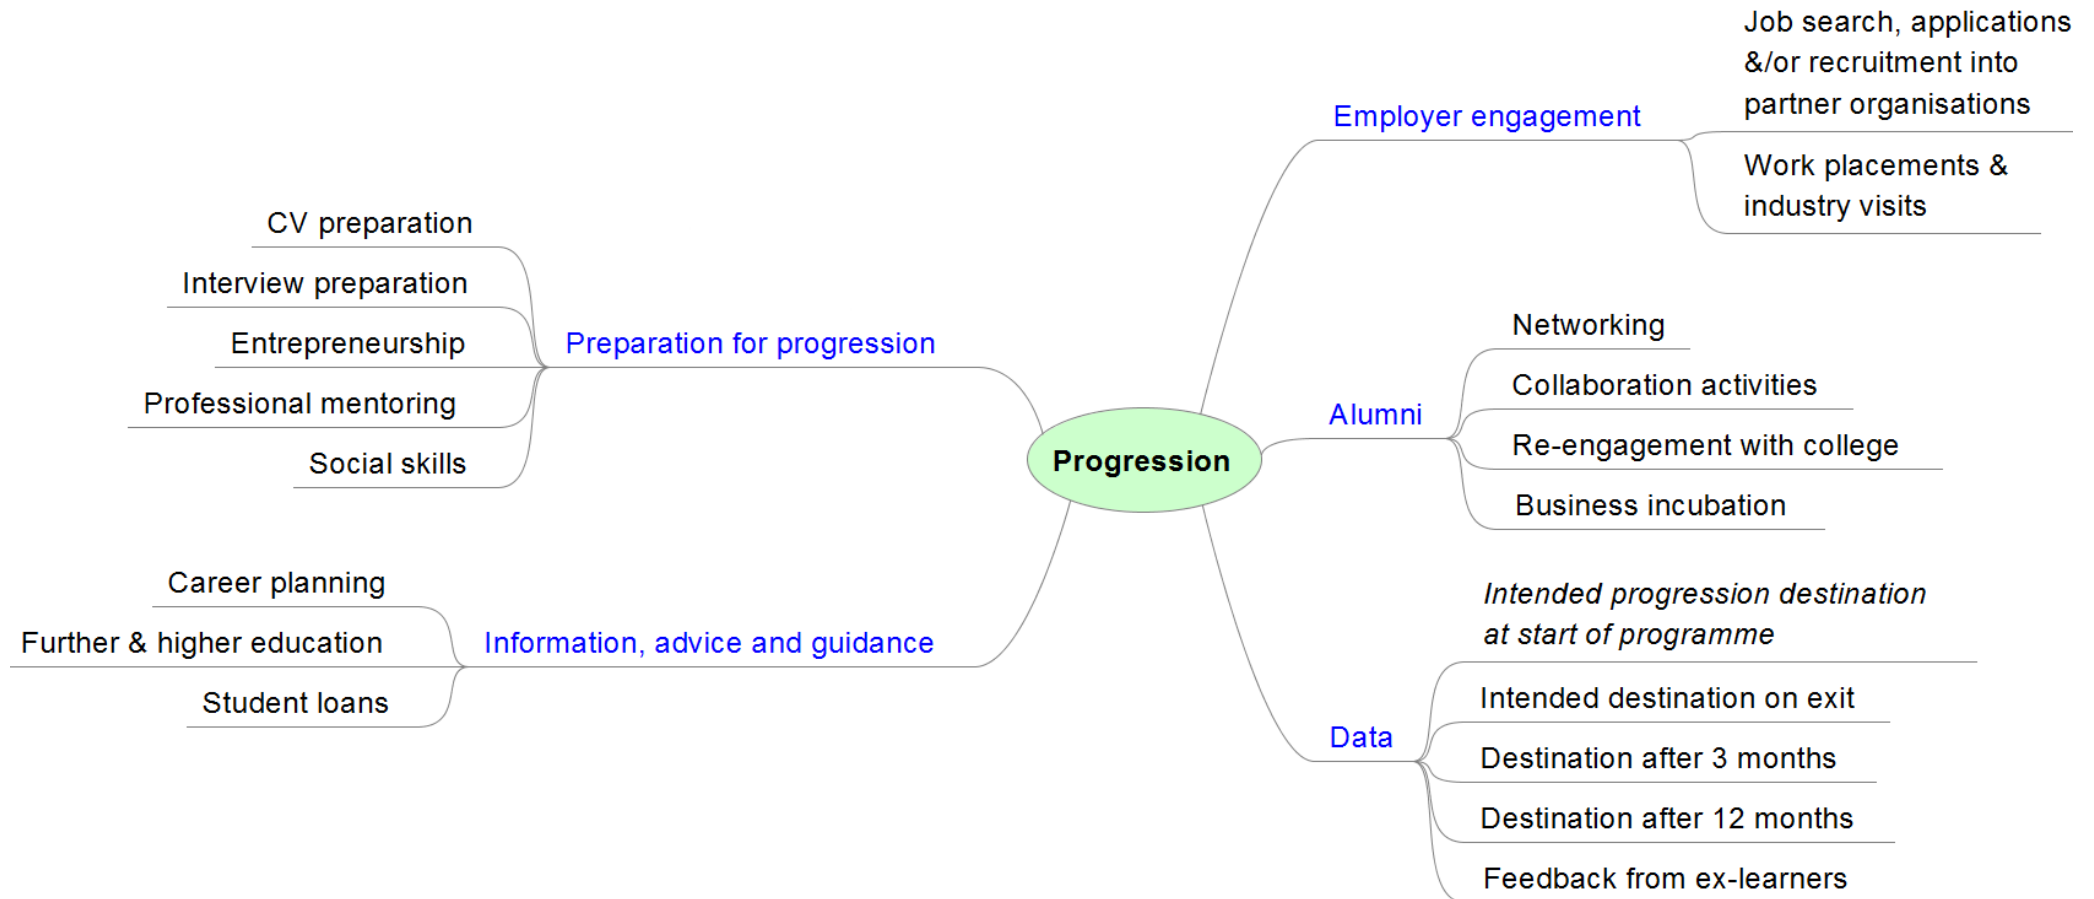 Job search, applications
&/or recruitment into
partner organisations
Employer engagement
Work placements &
industry visits
CV preparation
Interview preparation
Entrepreneurship
Professional mentoring
Social skills
Preparation for progression
Networking
Collaboration activities
Re-engagement with college
Business incubation
Alumni
Progression
Career planning
Further & higher education
Student loans
Information, advice and guidance
Intended progression destination
at start of programme
Intended destination on exit
Destination after 3 months
Destination after 12 months
Feedback from ex-learners
Data